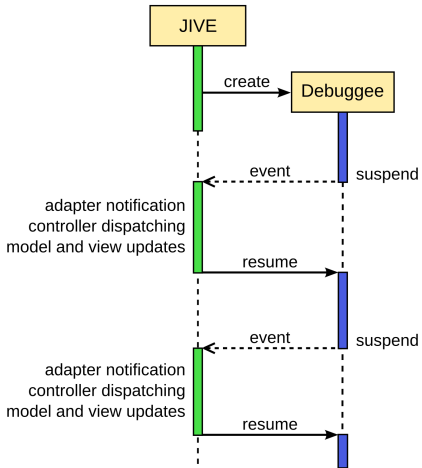 JIVE
create
Debuggee
event
suspend
adapter notification
controller dispatching
model and view updates
resume
event
suspend
adapter notification
controller dispatching
model and view updates
resume